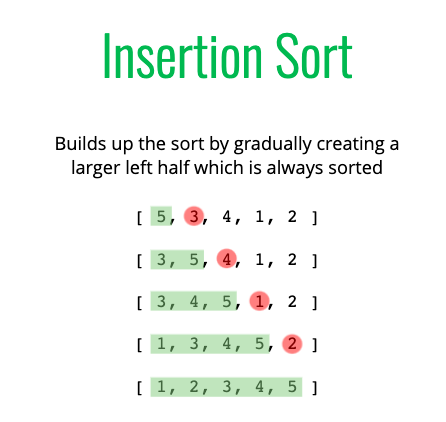 Insertion Sort
Builds up the sort by gradually creating a
larger left half which is always sorted
[ 5, 3, 4, 1, 2 ]
[ 3, 5, 4, 1, 2 ]
[ 3, 4, 5, 1, 2 ]
[ 1, 3, 4, 5, 2 ]
[ 1, 2, 3, 4, 5 ]